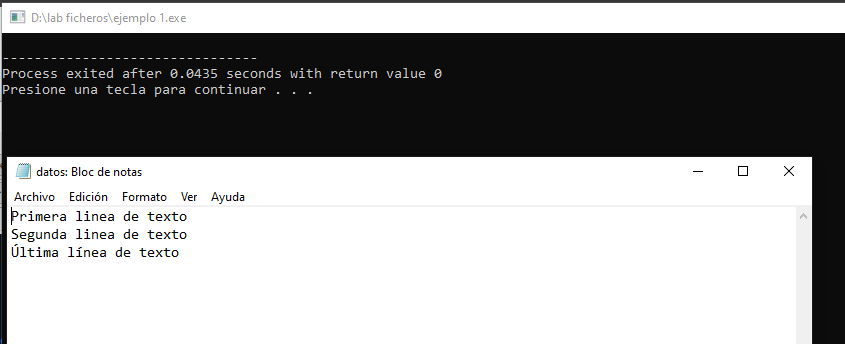 D:\lab ficheros\ejemplo 1.exe
--------------------------------
Process exited after 0.0435 seconds with return value 0
Presione una tecla para continuar . . .
datos: Bloc de notas
Archivo Edición Formato Ver Ayuda
Primera linea de texto
Segunda linea de texto
Última línea de texto